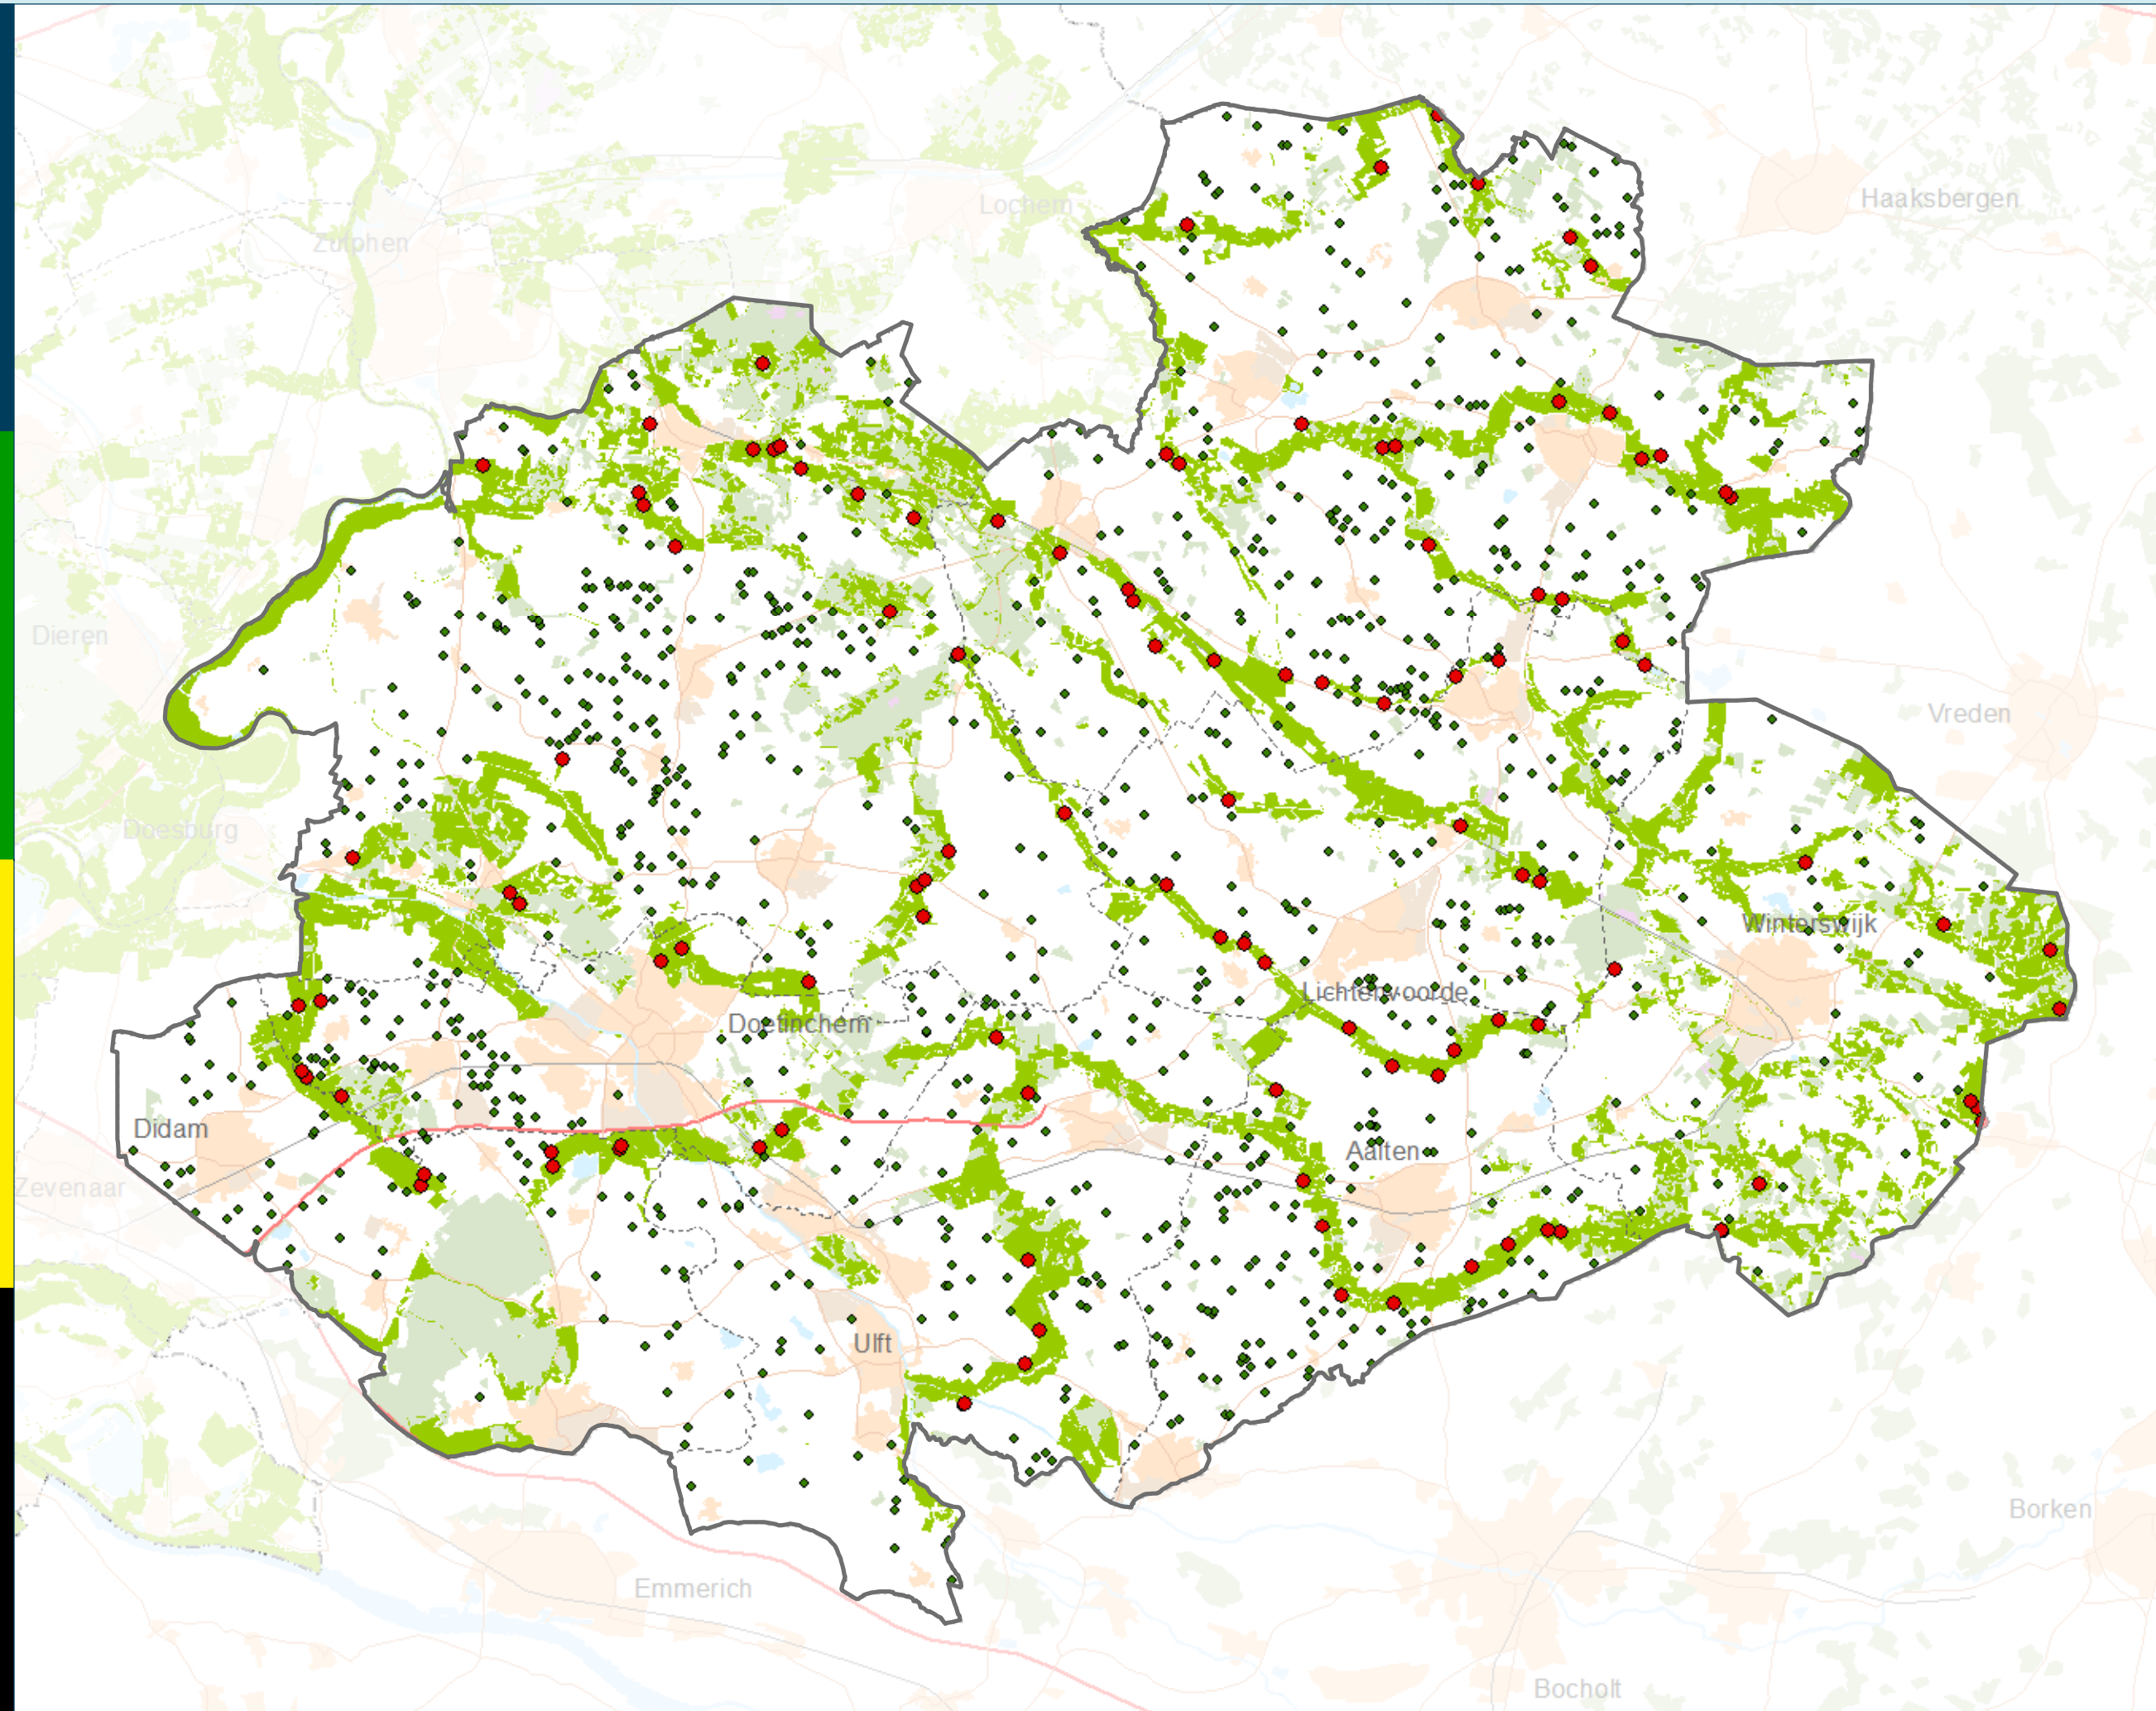 Haaksbergen
Lochem
Zutphen
Dieren
Vreden
Doesburg
Winterswijk
Lichtenvoorde
Doetinchem
Didam
Aalten
Zevenaar
Ulft
Borken
Emmerich
Bocholt